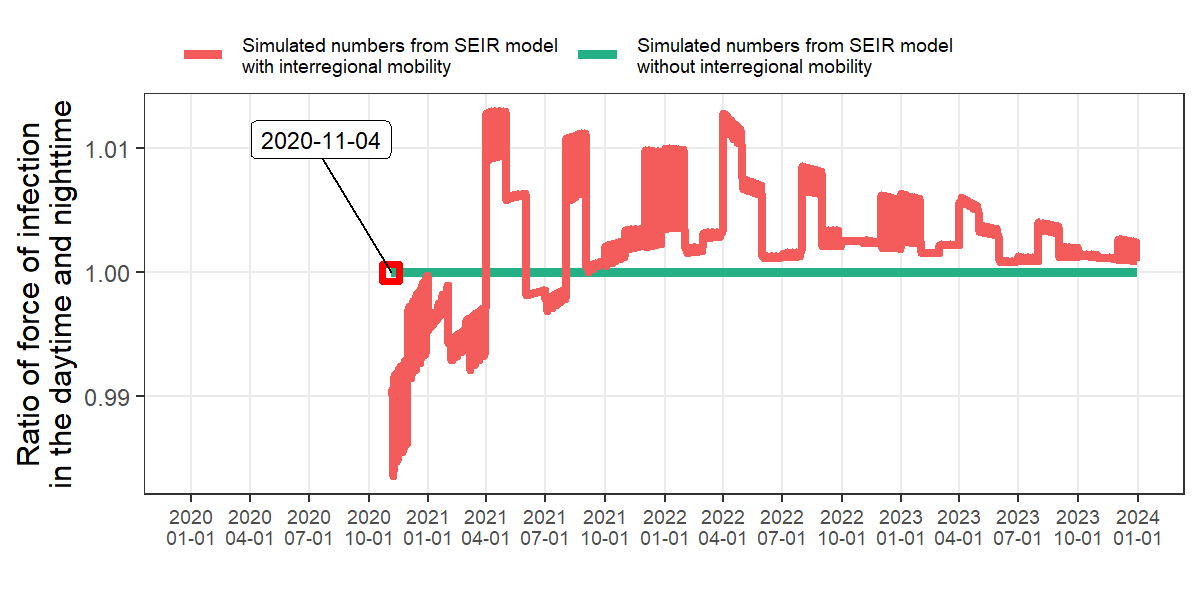 Simulated numbers from SEIR model
with interregional mobility
Simulated numbers from SEIR model
without interregional mobility
Ratio of force of infection
in the daytime and nighttime
2020-11-04
1.01
1.00
0.99
2020 2020 2020 2020 2021 2021 2021 2021 2022 2022 2022 2022 2023 2023 2023 2023 2024
01-01 04-01 07-01 10-01 01-01 04-01 07-01 10-01 01-01 04-01 07-01 10-01 01-01 04-01 07-01 10-01 01-01